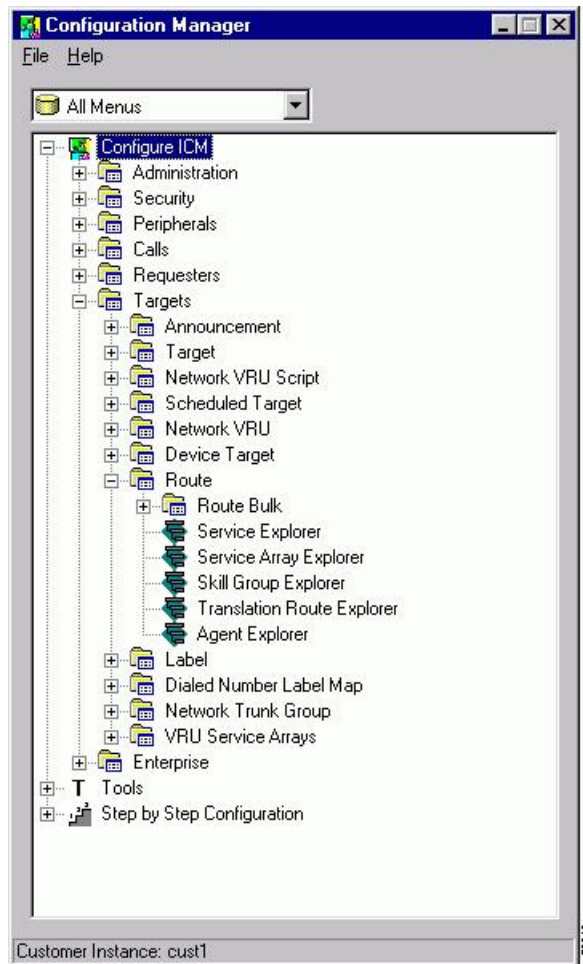 Configuration Manager
File Help
All Menus
Configure ICM
Administration
Security
Peripherals
Calls
Requesters
Targets
Announcement
Target
Network VRU Script
Scheduled Target
Network VRU
Device Target
Route
Route Bulk
Service Explorer
Service Array Explorer
Skill Group Explorer
Translation Route Explorer
Agent Explorer
Label
Dialed Number Label Map
Network Trunk Group
VRU Service Arrays
Enterprise
T Tools
Step by Step Configuration
Customer Instance: cust1